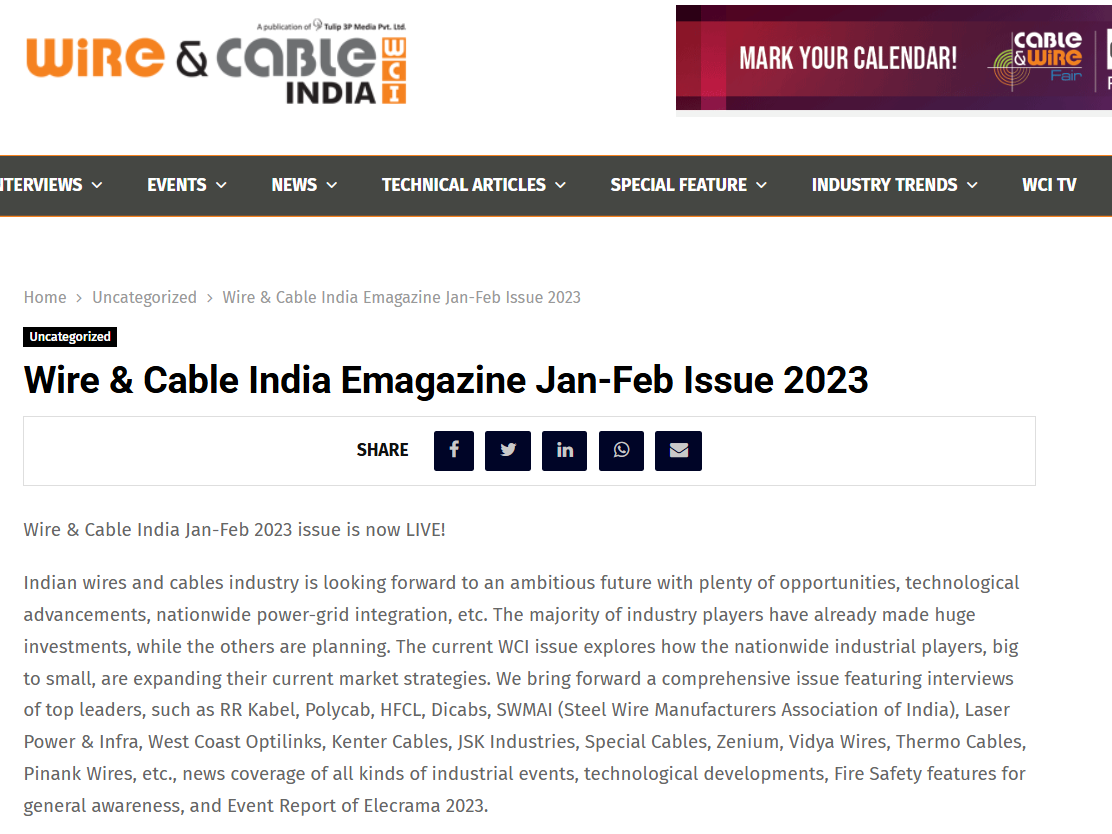 A publication of Tulip 3P Media Pvt. Ltd.
WiRe & CaBLe WCI
INDIA
MARK YOUR CALENDAR!
CaBLe
&WiRe
Fair
NTERVIEWS
EVENTS
NEWS
TECHNICAL ARTICLES
SPECIAL FEATURE
INDUSTRY TRENDS
WCI TV
Home > Uncategorized > Wire & Cable India Emagazine Jan-Feb Issue 2023
Uncategorized
Wire & Cable India Emagazine Jan-Feb Issue 2023
SHARE
Wire & Cable India Jan-Feb 2023 issue is now LIVE!
Indian wires and cables industry is looking forward to an ambitious future with plenty of opportunities, technological
advancements, nationwide power-grid integration, etc. The majority of industry players have already made huge
investments, while the others are planning. The current WCI issue explores how the nationwide industrial players, big
to small, are expanding their current market strategies. We bring forward a comprehensive issue featuring interviews
of top leaders, such as RR Kabel, Polycab, HFCL, Dicabs, SWMAI (Steel Wire Manufacturers Association of India), Laser
Power & Infra, West Coast Optilinks, Kenter Cables, JSK Industries, Special Cables, Zenium, Vidya Wires, Thermo Cables,
Pinank Wires, etc., news coverage of all kinds of industrial events, technological developments, Fire Safety features for
general awareness, and Event Report of Elecrama 2023.